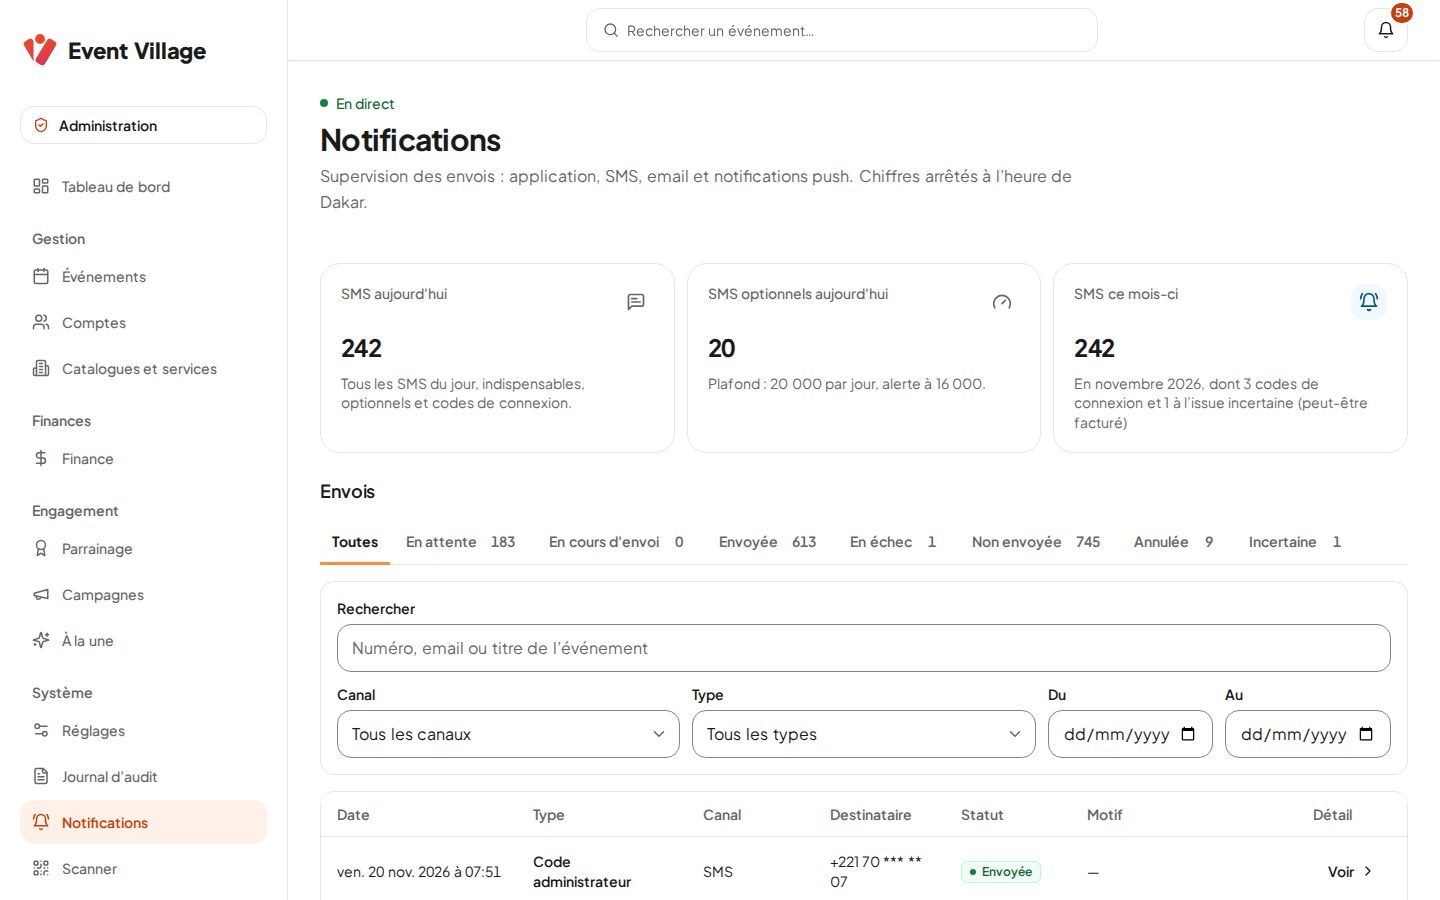 Event Village
Rechercher un événement…
58
Administration
Tableau de bord
Gestion
Événements
Comptes
Catalogues et services
Finances
Finance
Engagement
Parrainage
Campagnes
À la une
Système
Réglages
Journal d’audit
Notifications
Scanner
En direct
Notifications
Supervision des envois : application, SMS, email et notifications push. Chiffres arrêtés à l’heure de
Dakar.
SMS aujourd'hui
242
Tous les SMS du jour, indispensables,
optionnels et codes de connexion.
SMS optionnels aujourd'hui
20
Plafond : 20 000 par jour, alerte à 16 000.
SMS ce mois-ci
242
En novembre 2026, dont 3 codes de
connexion et 1 à l’issue incertaine (peut-être
facturé)
Envois
Toutes En attente 183 En cours d'envoi 0 Envoyée 613 En échec 1 Non envoyée 745 Annulée 9 Incertaine 1
Rechercher
Numéro, email ou titre de l’événement
Canal Type Du Au
Tous les canaux Tous les types dd/mm/yyyy dd/mm/yyyy
Date Type Canal Destinataire Statut Motif Détail
ven. 20 nov. 2026 à 07:51 Code administrateur SMS +221 70 *** ** 07 Envoyée — Voir